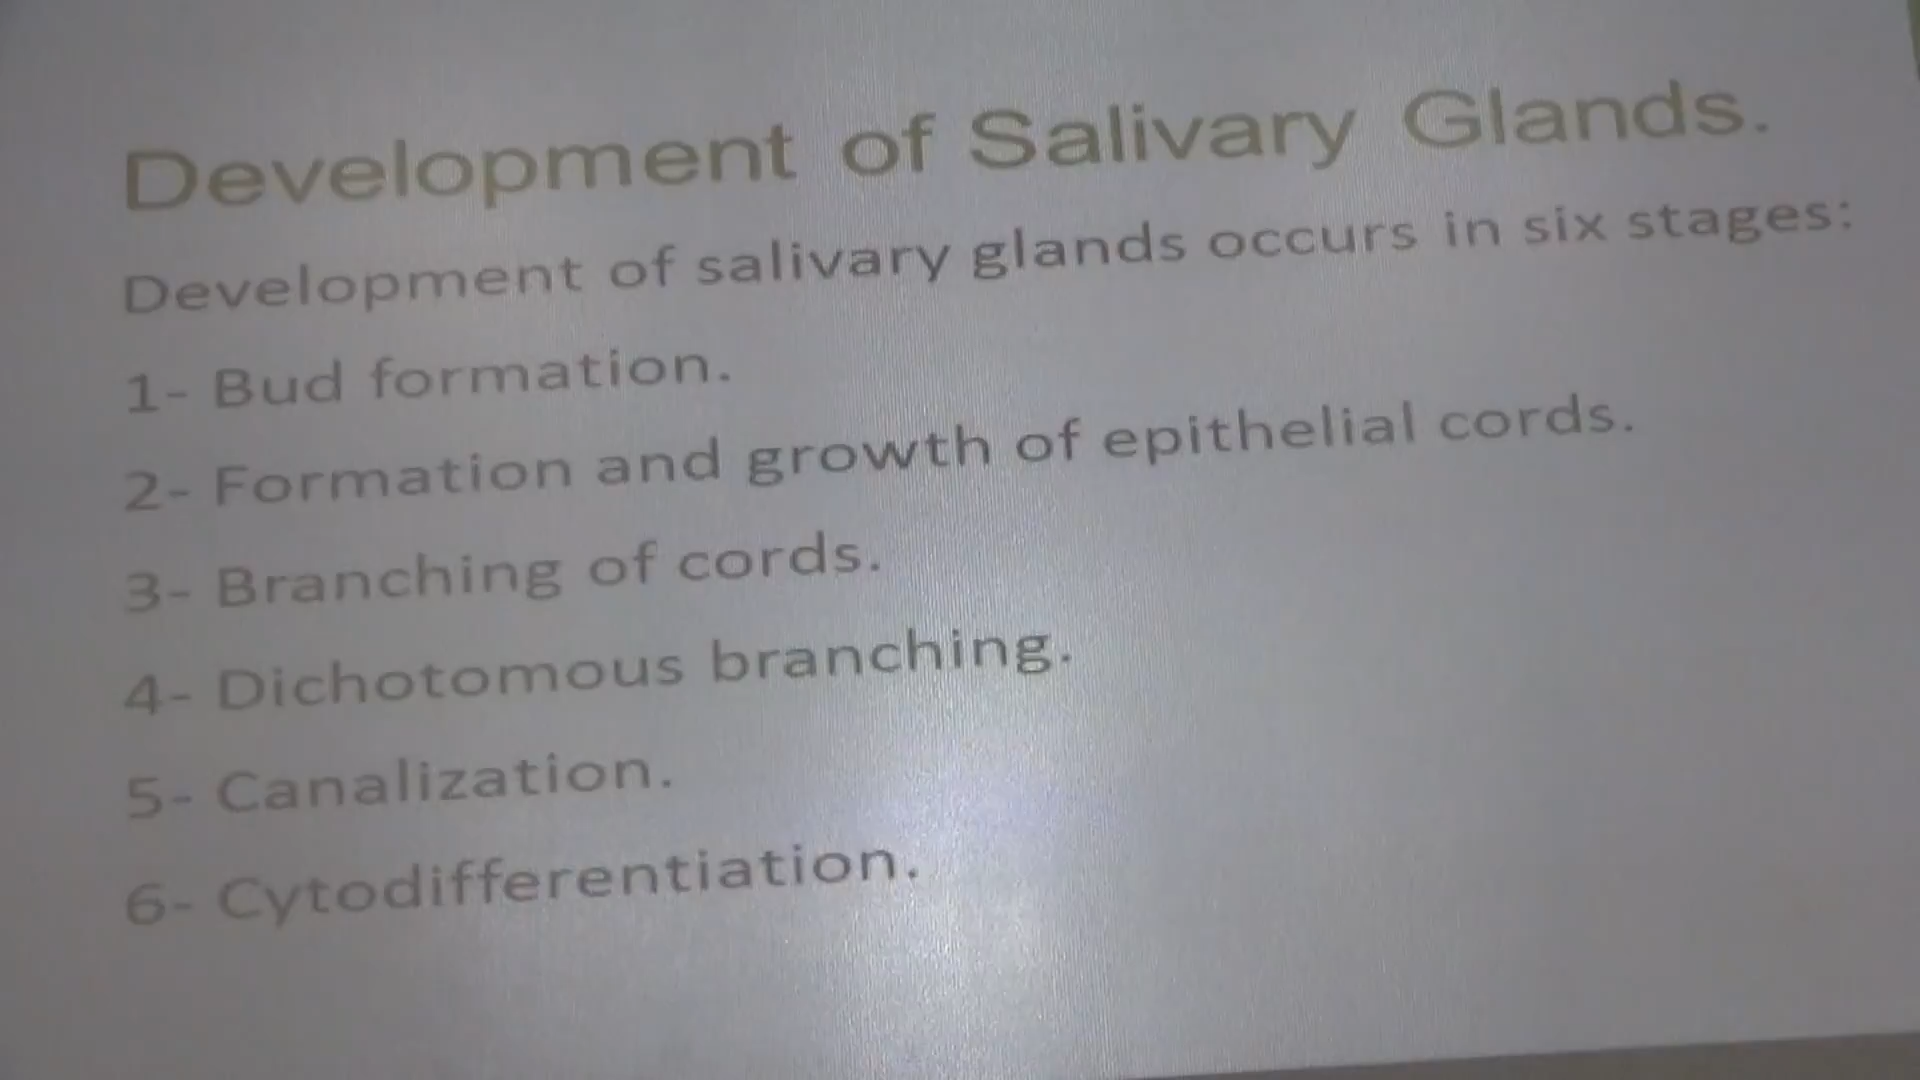 Development of Salivary Glands.
Development of salivary glands occurs in six stages:
1- Bud formation.
2- Formation and growth of epithelial cords.
3- Branching of cords.
4- Dichotomous branching.
5- Canalization.
6- Cytodifferentiation.